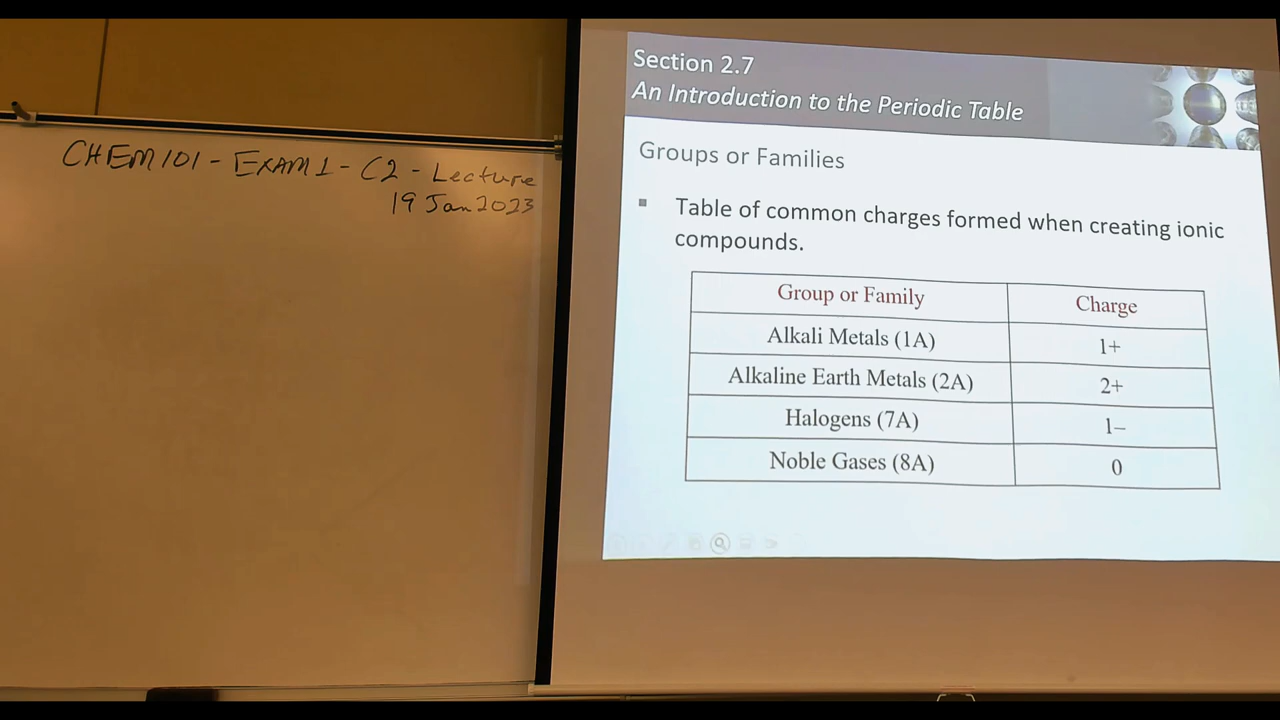 CHEM 101 - EXAM 1 - C2 - Lecture
19 Jan 2023
Section 2.7
An Introduction to the Periodic Table
Groups or Families
▪ Table of common charges formed when creating ionic
compounds.
Group or Family Charge
Alkali Metals (1A) 1+
Alkaline Earth Metals (2A) 2+
Halogens (7A) 1–
Noble Gases (8A) 0